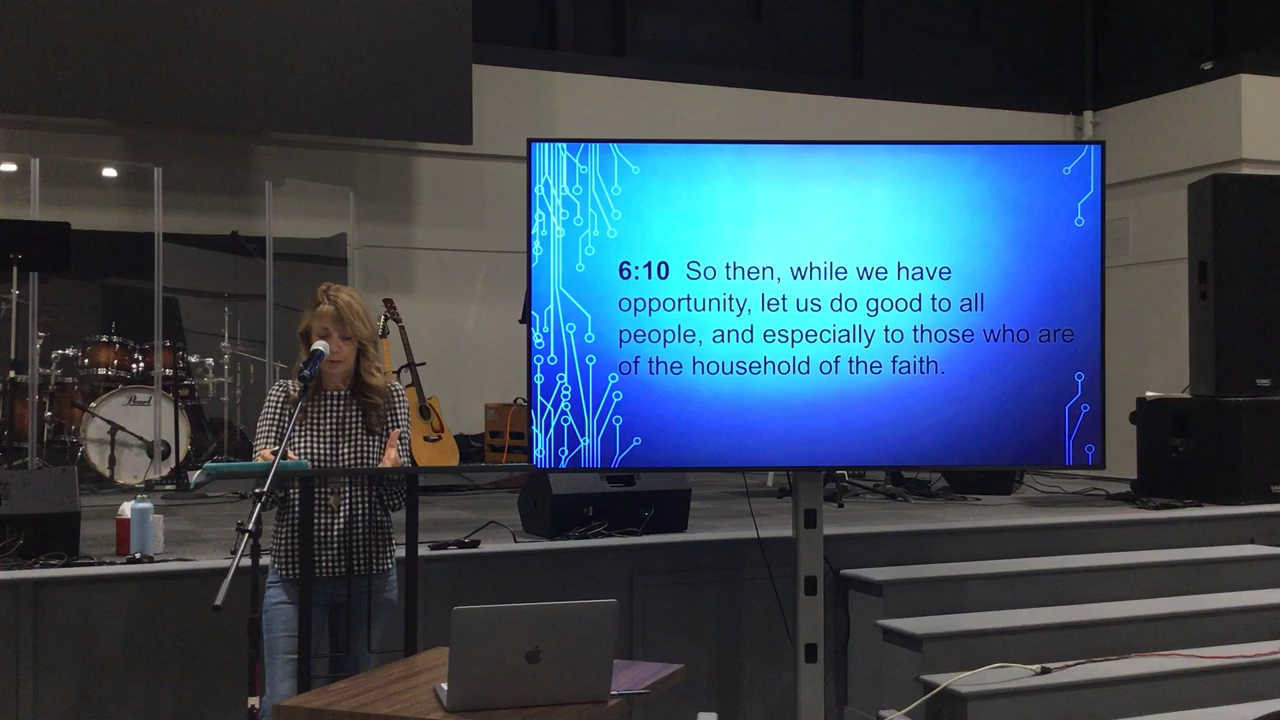 6:10 So then, while we have
opportunity, let us do good to all
people, and especially to those who are
of the household of the faith.
Pearl